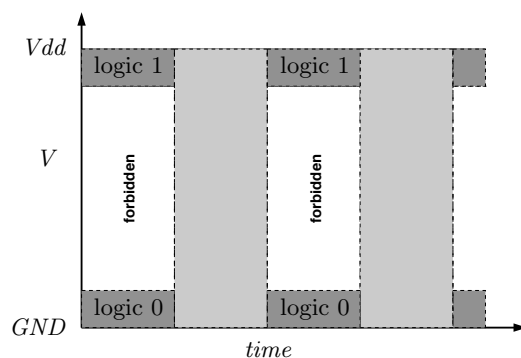 Vdd
logic 1
logic 1
V
forbidden
forbidden
logic 0
logic 0
GND
time